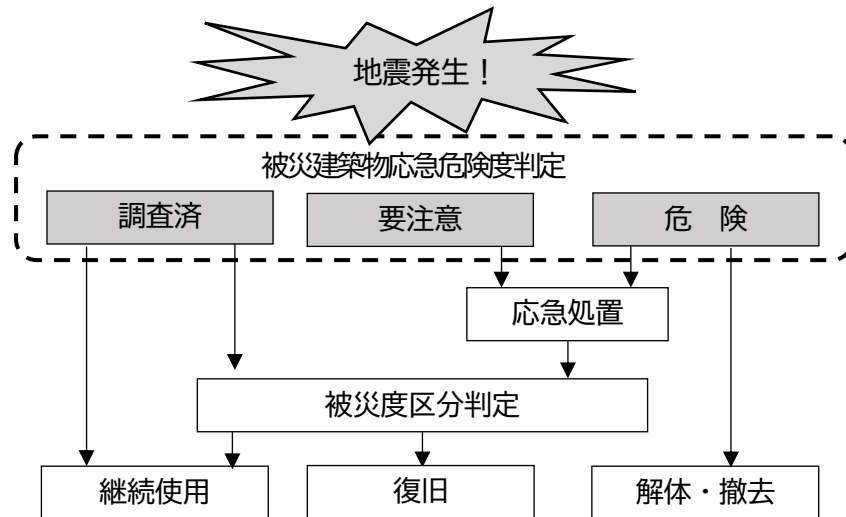 地震発生！
被災建築物応急危険度判定
調査済
要注意
危　険
応急処置
被災度区分判定
継続使用
復旧
解体・撤去